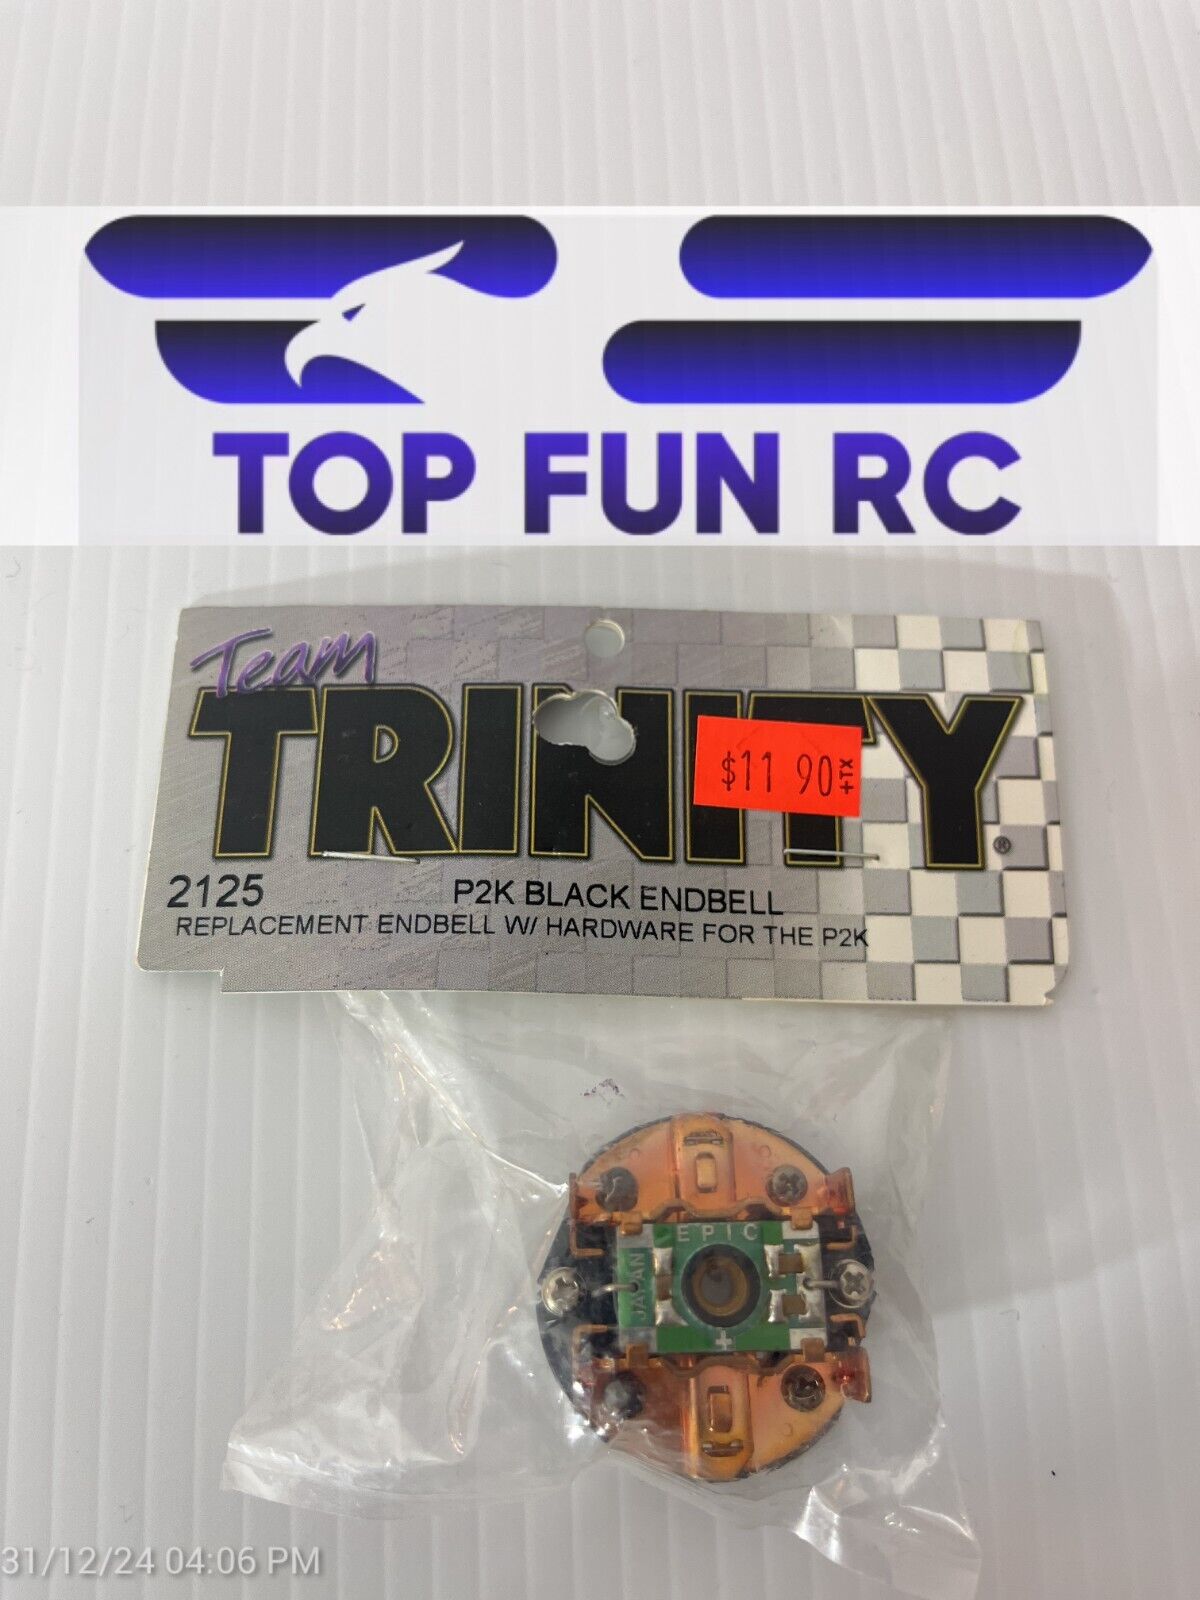 TOP FUN RC
Team
TRINITY®
$11 90 +TX
2125 P2K BLACK ENDBELL
REPLACEMENT ENDBELL W/ HARDWARE FOR THE P2K
EPIC
JAPAN
+
31/12/24 04:06 PM